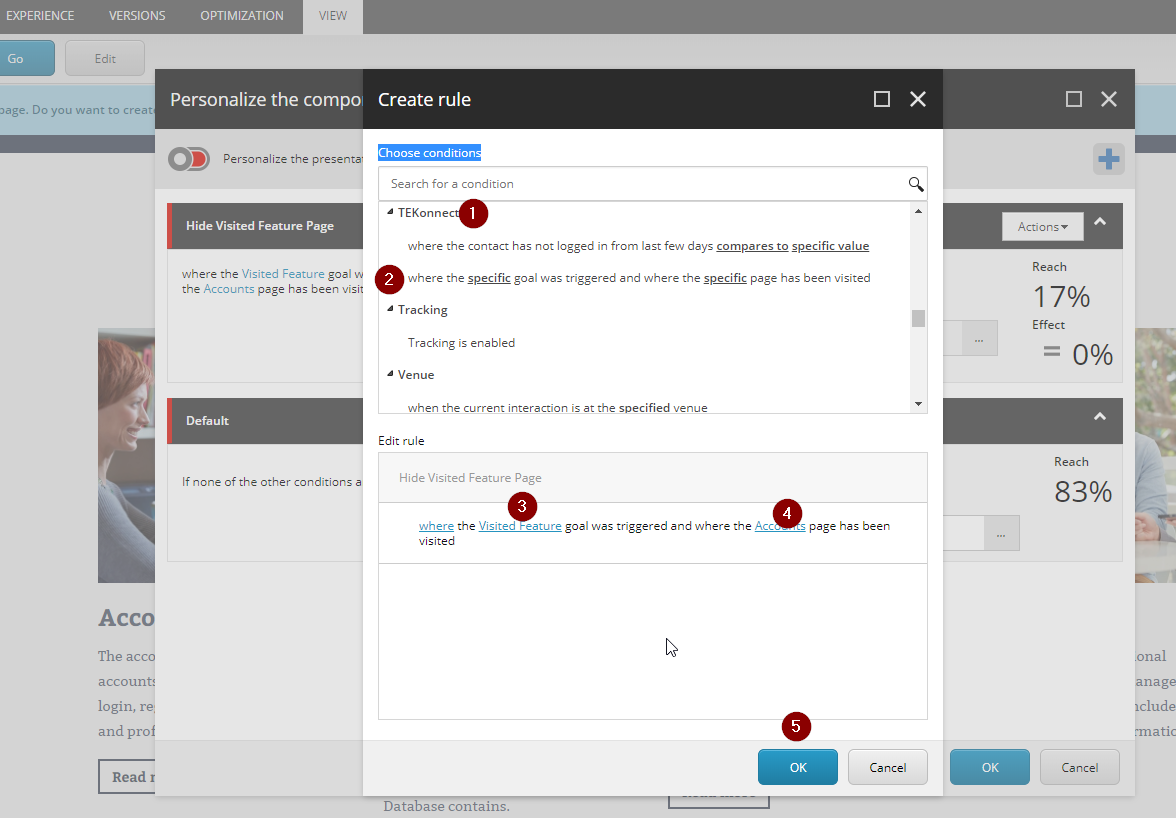 EXPERIENCE VERSIONS OPTIMIZATION VIEW
Go Edit
page. Do you want to create
Personalize the compo
Create rule
Personalize the presenta
Choose conditions
Search for a condition
TEKonnect 1
where the contact has not logged in from last few days compares to specific value
2 where the specific goal was triggered and where the specific page has been visited
Tracking
Tracking is enabled
Venue
when the current interaction is at the specified venue
Edit rule
Hide Visited Feature Page
3 4
where the Visited Feature goal was triggered and where the Accounts page has been
visited
5
OK Cancel
Hide Visited Feature Page
Actions
where the Visited Feature goal w
the Accounts page has been visit
Reach
17%
Effect
...
= 0%
Default
If none of the other conditions a
Reach
83%
...
OK Cancel
Acco
The acco
accounts
login, re
and prof
Read
Database contains.
onal
anage
nclude
rmatic